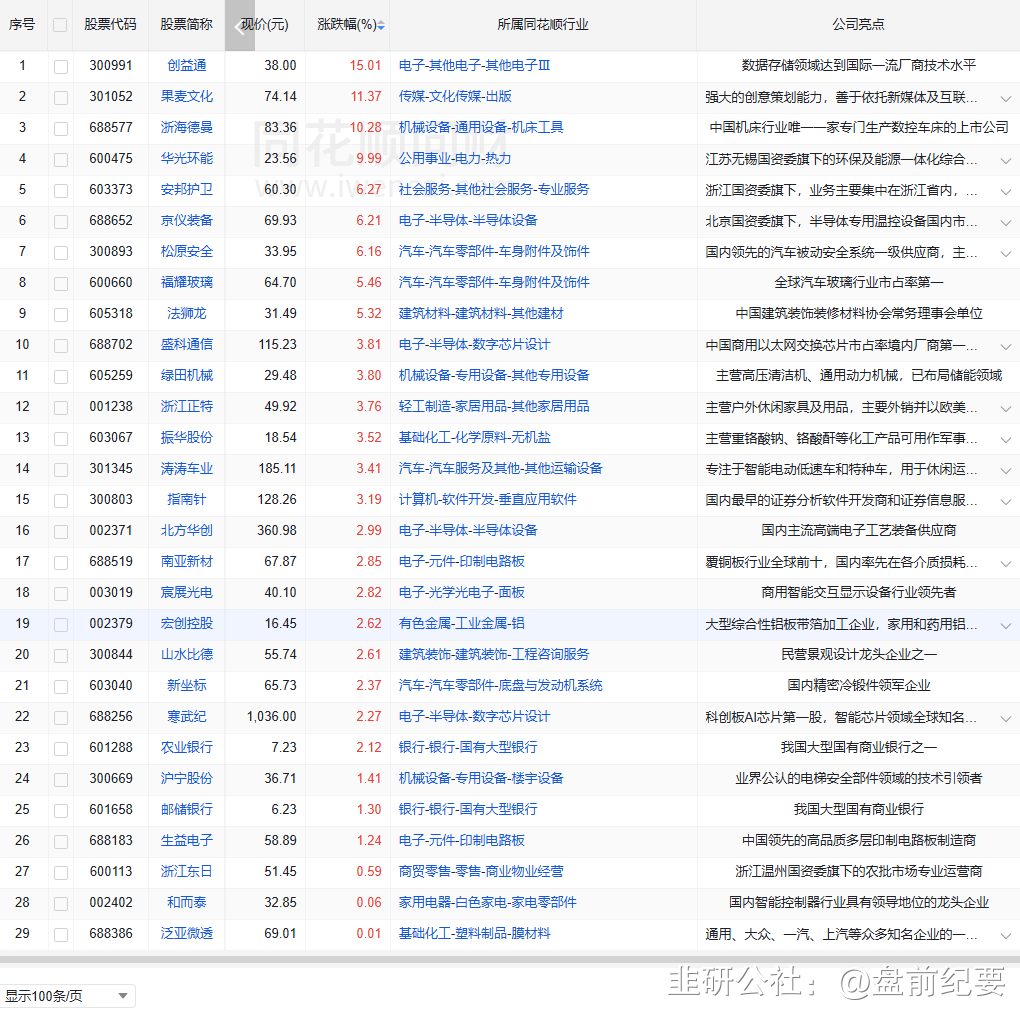 序号 股票代码 股票简称 现价(元) 涨跌幅(%) 所属同花顺行业 公司亮点
1 300991 创益通 38.00 15.01 电子-其他电子-其他电子Ⅲ 数据存储领域达到国际一流厂商技术水平
2 301052 果麦文化 74.14 11.37 传媒-文化传媒-出版 强大的创意策划能力，善于依托新媒体及互联...
3 688577 浙海德曼 83.36 10.28 机械设备-通用设备-机床工具 中国机床行业唯一一家专门生产数控车床的上市公司
4 600475 华光环能 23.56 9.99 公用事业-电力-热力 江苏无锡国资委旗下的环保及能源一体化综合...
5 603373 安邦护卫 60.30 6.27 社会服务-其他社会服务-专业服务 浙江国资委旗下，业务主要集中在浙江省内，...
6 688652 京仪装备 69.93 6.21 电子-半导体-半导体设备 北京国资委旗下，半导体专用温控设备国内市...
7 300893 松原安全 33.95 6.16 汽车-汽车零部件-车身附件及饰件 国内领先的汽车被动安全系统一级供应商，主...
8 600660 福耀玻璃 64.70 5.46 汽车-汽车零部件-车身附件及饰件 全球汽车玻璃行业市占率第一
9 605318 法狮龙 31.49 5.32 建筑材料-建筑材料-其他建材 中国建筑装饰装修材料协会常务理事会单位
10 688702 盛科通信 115.23 3.81 电子-半导体-数字芯片设计 中国商用以太网交换芯片市占率境内厂商第一...
11 605259 绿田机械 29.48 3.80 机械设备-专用设备-其他专用设备 主营高压清洁机、通用动力机械，已布局储能领域
12 001238 浙江正特 49.92 3.76 轻工制造-家居用品-其他家居用品 主营户外休闲家具及用品，主要外销并以欧美...
13 603067 振华股份 18.54 3.52 基础化工-化学原料-无机盐 主营重铬酸钠、铬酸酐等化工产品可用作军事...
14 301345 涛涛车业 185.11 3.41 汽车-汽车服务及其他-其他运输设备 专注于智能电动低速车和特种车，用于休闲运...
15 300803 指南针 128.26 3.19 计算机-软件开发-垂直应用软件 国内最早的证券分析软件开发商和证券信息服...
16 002371 北方华创 360.98 2.99 电子-半导体-半导体设备 国内主流高端电子工艺装备供应商
17 688519 南亚新材 67.87 2.85 电子-元件-印制电路板 覆铜板行业全球前十，国内率先在各介质损耗...
18 003019 宸展光电 40.10 2.82 电子-光学光电子-面板 商用智能交互显示设备行业领先者
19 002379 宏创控股 16.45 2.62 有色金属-工业金属-铝 大型综合性铝板带箔加工企业，家用和药用铝...
20 300844 山水比德 55.74 2.61 建筑装饰-建筑装饰-工程咨询服务 民营景观设计龙头企业之一
21 603040 新坐标 65.73 2.37 汽车-汽车零部件-底盘与发动机系统 国内精密冷锻件领军企业
22 688256 寒武纪 1,036.00 2.27 电子-半导体-数字芯片设计 科创板AI芯片第一股，智能芯片领域全球知名...
23 601288 农业银行 7.23 2.12 银行-银行-国有大型银行 我国大型国有商业银行之一
24 300669 沪宁股份 36.71 1.41 机械设备-专用设备-楼宇设备 业界公认的电梯安全部件领域的技术引领者
25 601658 邮储银行 6.23 1.30 银行-银行-国有大型银行 我国大型国有商业银行
26 688183 生益电子 58.89 1.24 电子-元件-印制电路板 中国领先的高品质多层印制电路板制造商
27 600113 浙江东日 51.45 0.59 商贸零售-零售-商业物业经营 浙江温州国资委旗下的农批市场专业运营商
28 002402 和而泰 32.85 0.06 家用电器-白色家电-家电零部件 国内智能控制器行业具有领导地位的龙头企业
29 688386 泛亚微透 69.01 0.01 基础化工-塑料制品-膜材料 通用、大众、一汽、上汽等众多知名企业的一...
显示100条/页
韭研公社：@盘前纪要